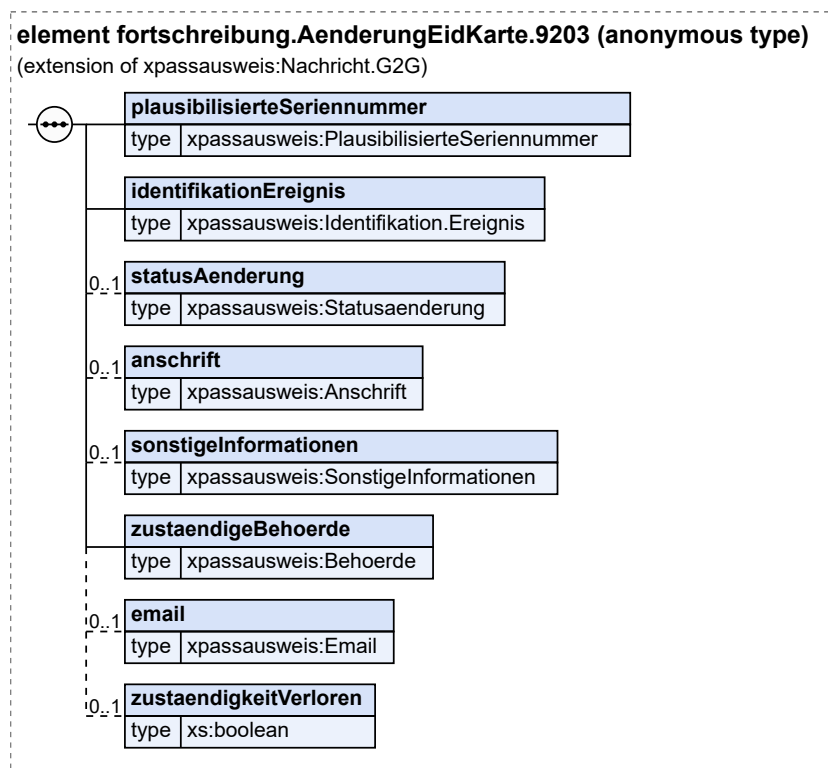 element fortschreibung.AenderungEidKarte.9203 (anonymous type)
(extension of xpassausweis:Nachricht.G2G)
plausibilisierteSeriennummer
type xpassausweis:PlausibilisierteSeriennummer
identifikationEreignis
type xpassausweis:Identifikation.Ereignis
0..1 statusAenderung
type xpassausweis:Statusaenderung
0..1 anschrift
type xpassausweis:Anschrift
0..1 sonstigeInformationen
type xpassausweis:SonstigeInformationen
zustaendigeBehoerde
type xpassausweis:Behoerde
0..1 email
type xpassausweis:Email
0..1 zustaendigkeitVerloren
type xs:boolean